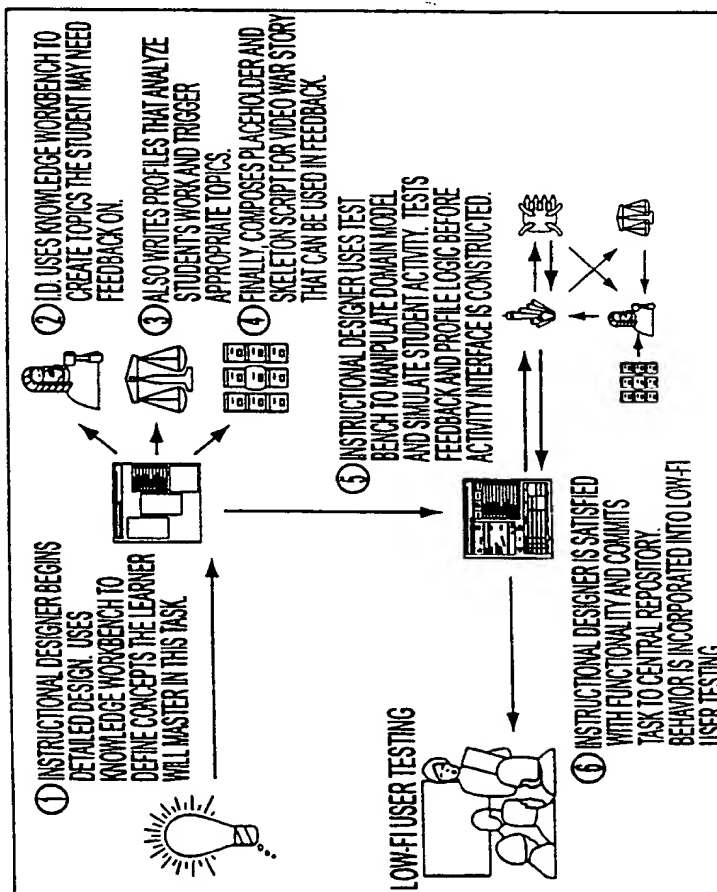 ① INSTRUCTIONAL DESIGNER BEGINS
DETAILED DESIGN. USES
KNOWLEDGE WORKBENCH TO
DEFINE CONCEPTS THE LEARNER
WILL MASTER IN THIS TASK.
② I.D. USES KNOWLEDGE WORKBENCH TO
CREATE TOPICS THE STUDENT MAY NEED
FEEDBACK ON.
③ ALSO WRITES PROFILES THAT ANALYZE
STUDENT'S WORK AND TRIGGER
APPROPRIATE TOPICS.
④ FINALLY, COMPOSES PLACEHOLDER AND
SKELETON SCRIPT FOR VIDEO WAR STORY
THAT CAN BE USED IN FEEDBACK.
⑤ INSTRUCTIONAL DESIGNER USES TEST
BENCH TO MANIPULATE DOMAIN MODEL
AND SIMULATE STUDENT ACTIVITY. TESTS
FEEDBACK AND PROFILE LOGIC BEFORE
ACTIVITY INTERFACE IS CONSTRUCTED.
LOW-FI USER TESTING
⑥ INSTRUCTIONAL DESIGNER IS SATISFIED
WITH FUNCTIONALITY AND COMMITS
TASK TO CENTRAL REPOSITORY.
BEHAVIOR IS INCORPORATED INTO LOW-FI
USER TESTING